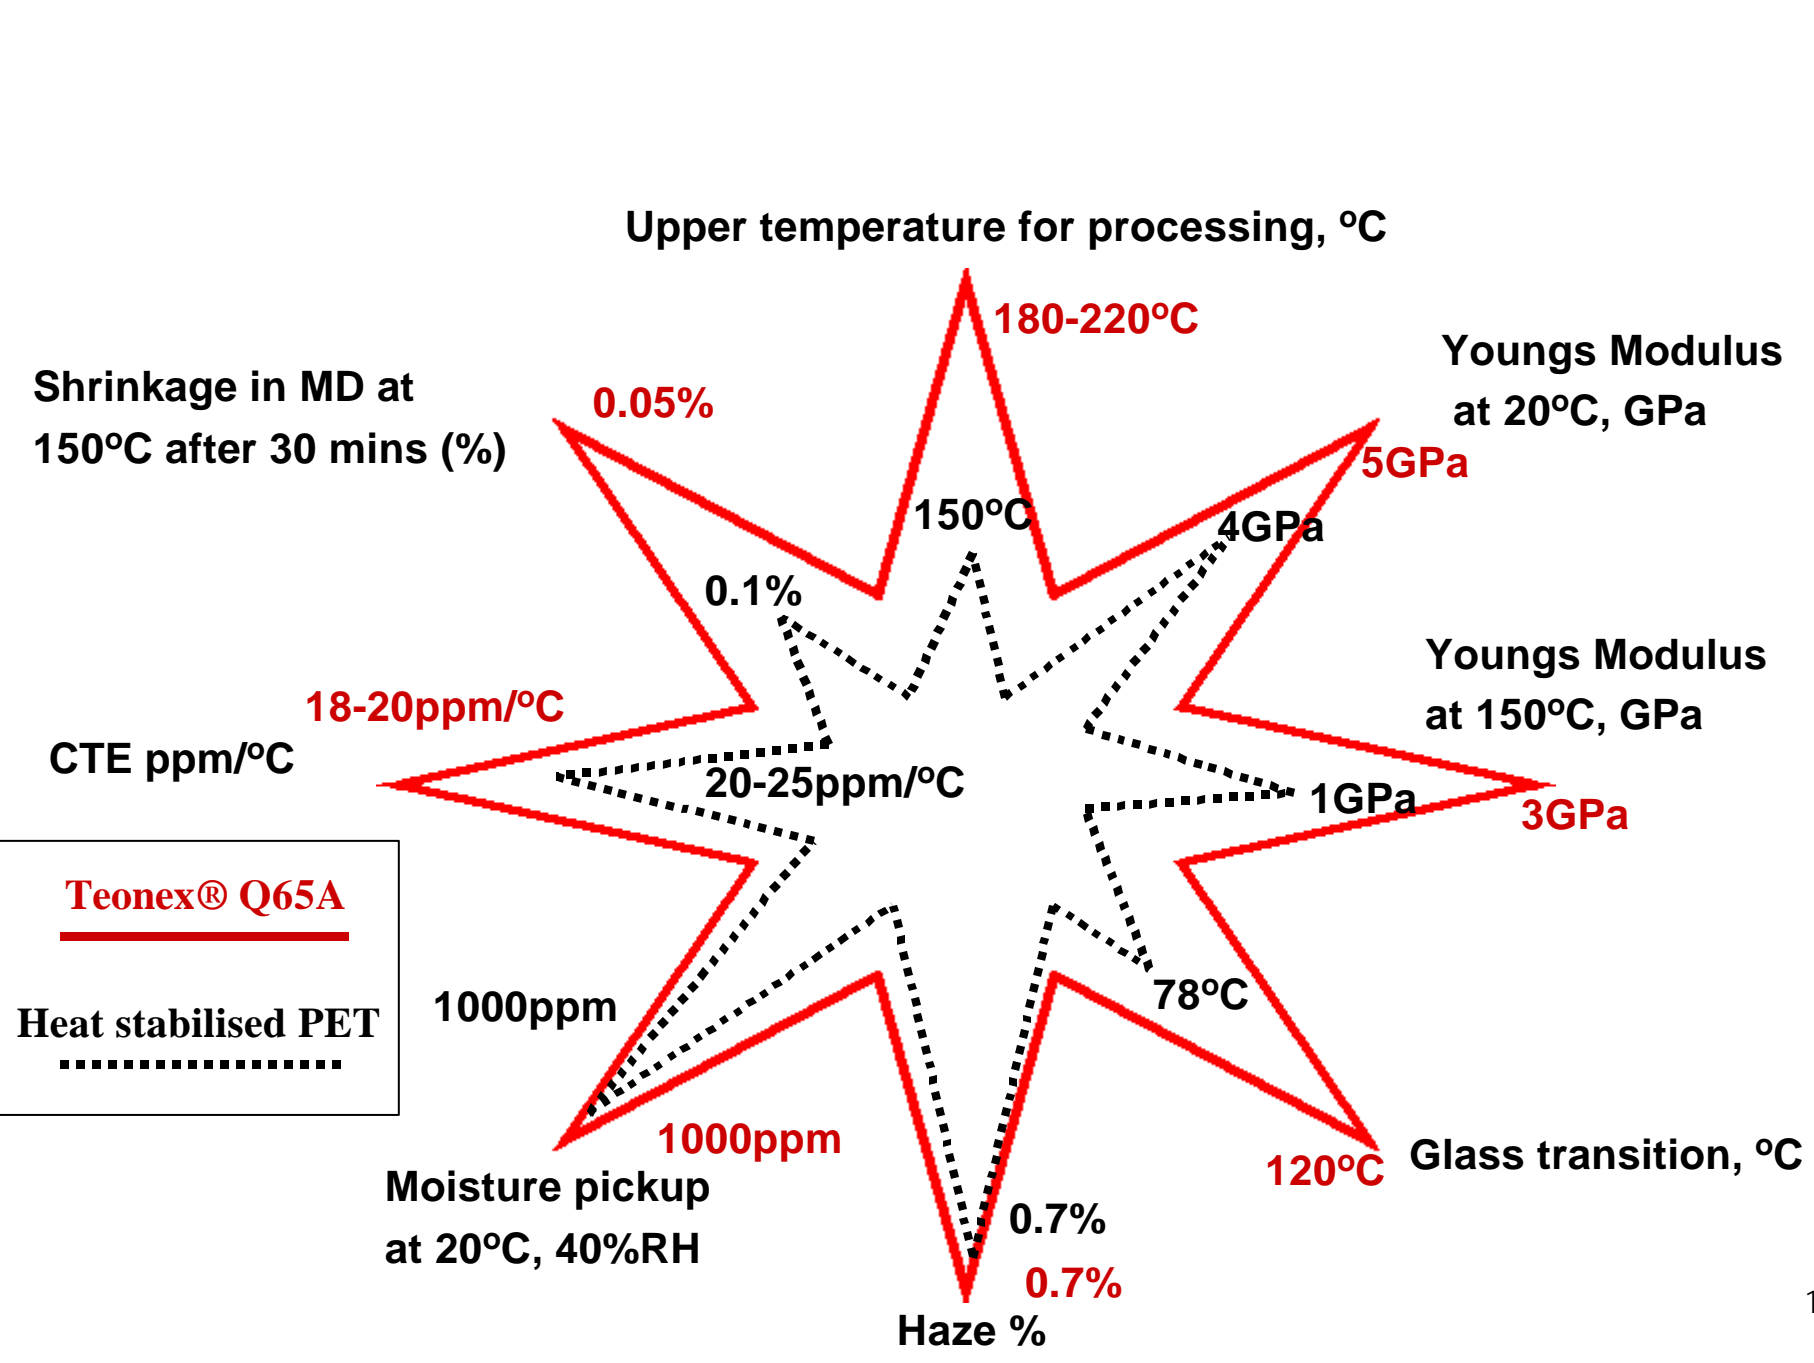 Upper temperature for processing, ºC
180-220ºC
Youngs Modulus
at 20ºC, GPa
5GPa
Shrinkage in MD at
150ºC after 30 mins (%)
0.05%
150ºC
4GPa
0.1%
Youngs Modulus
at 150ºC, GPa
18-20ppm/ºC
CTE ppm/ºC
20-25ppm/ºC
1GPa
3GPa
Teonex® Q65A
Heat stabilised PET
1000ppm
78ºC
1000ppm
120ºC
Glass transition, ºC
Moisture pickup
at 20ºC, 40%RH
0.7%
0.7%
Haze %
1